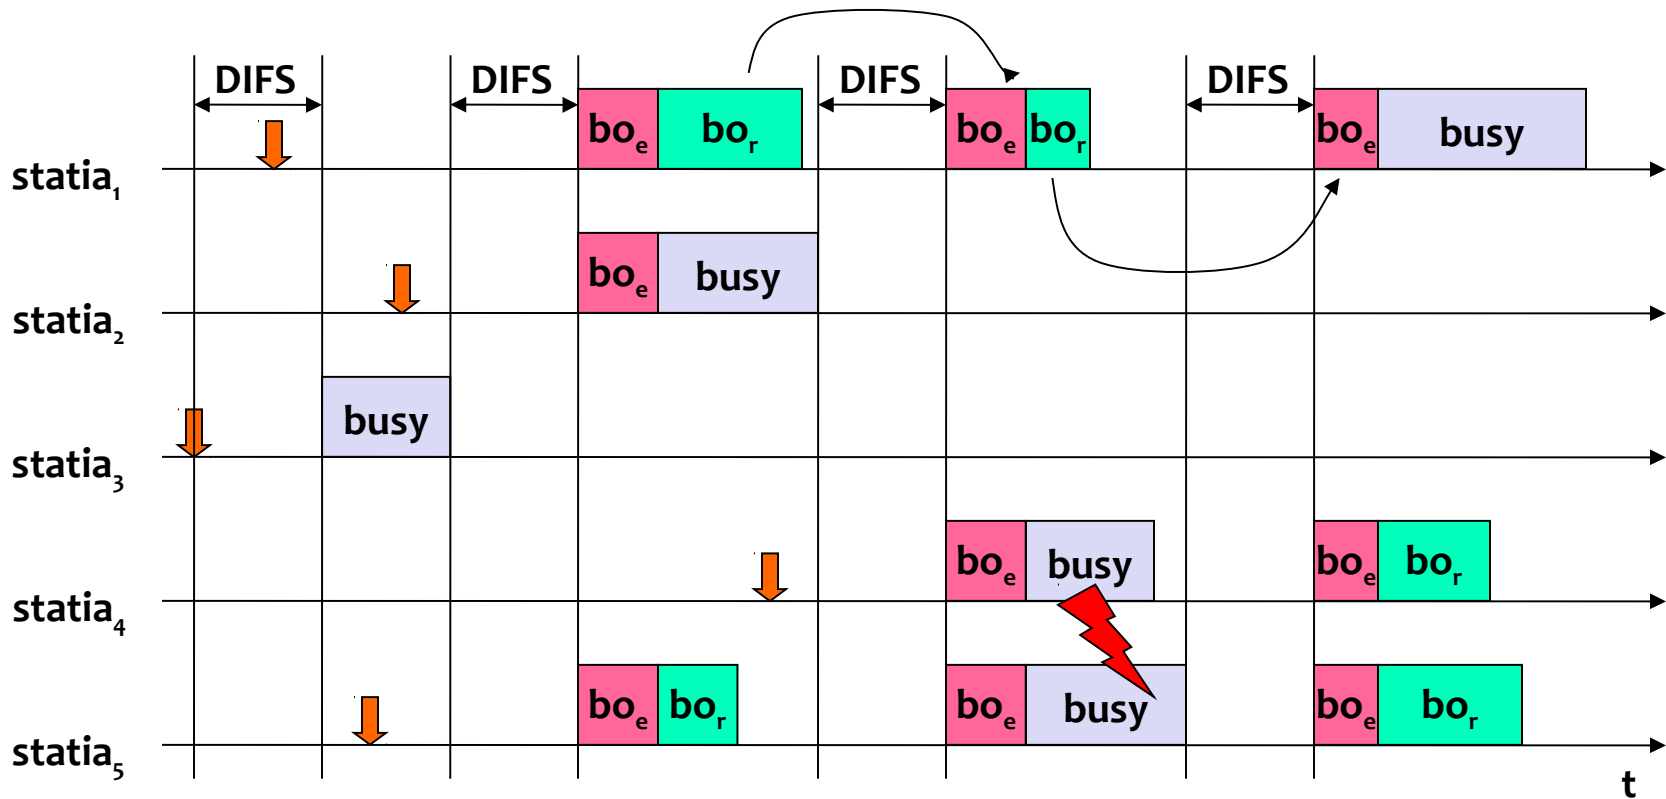 DIFS DIFS DIFS DIFS
statia₁ boₑ boᵣ boₑ boᵣ boₑ busy
statia₂ boₑ busy
statia₃ busy
statia₄ boₑ busy boₑ boᵣ
statia₅ boₑ boᵣ boₑ busy boₑ boᵣ
t